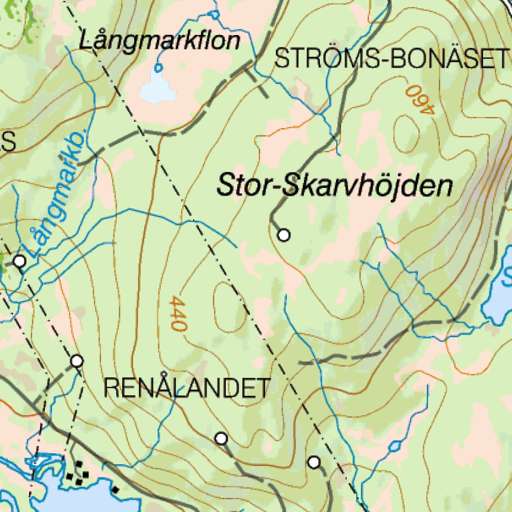 Långmarkflon
STRÖMS-BONÄSET
460
Stor-Skarvhöjden
Långmarkb.
440
RENÅLANDET